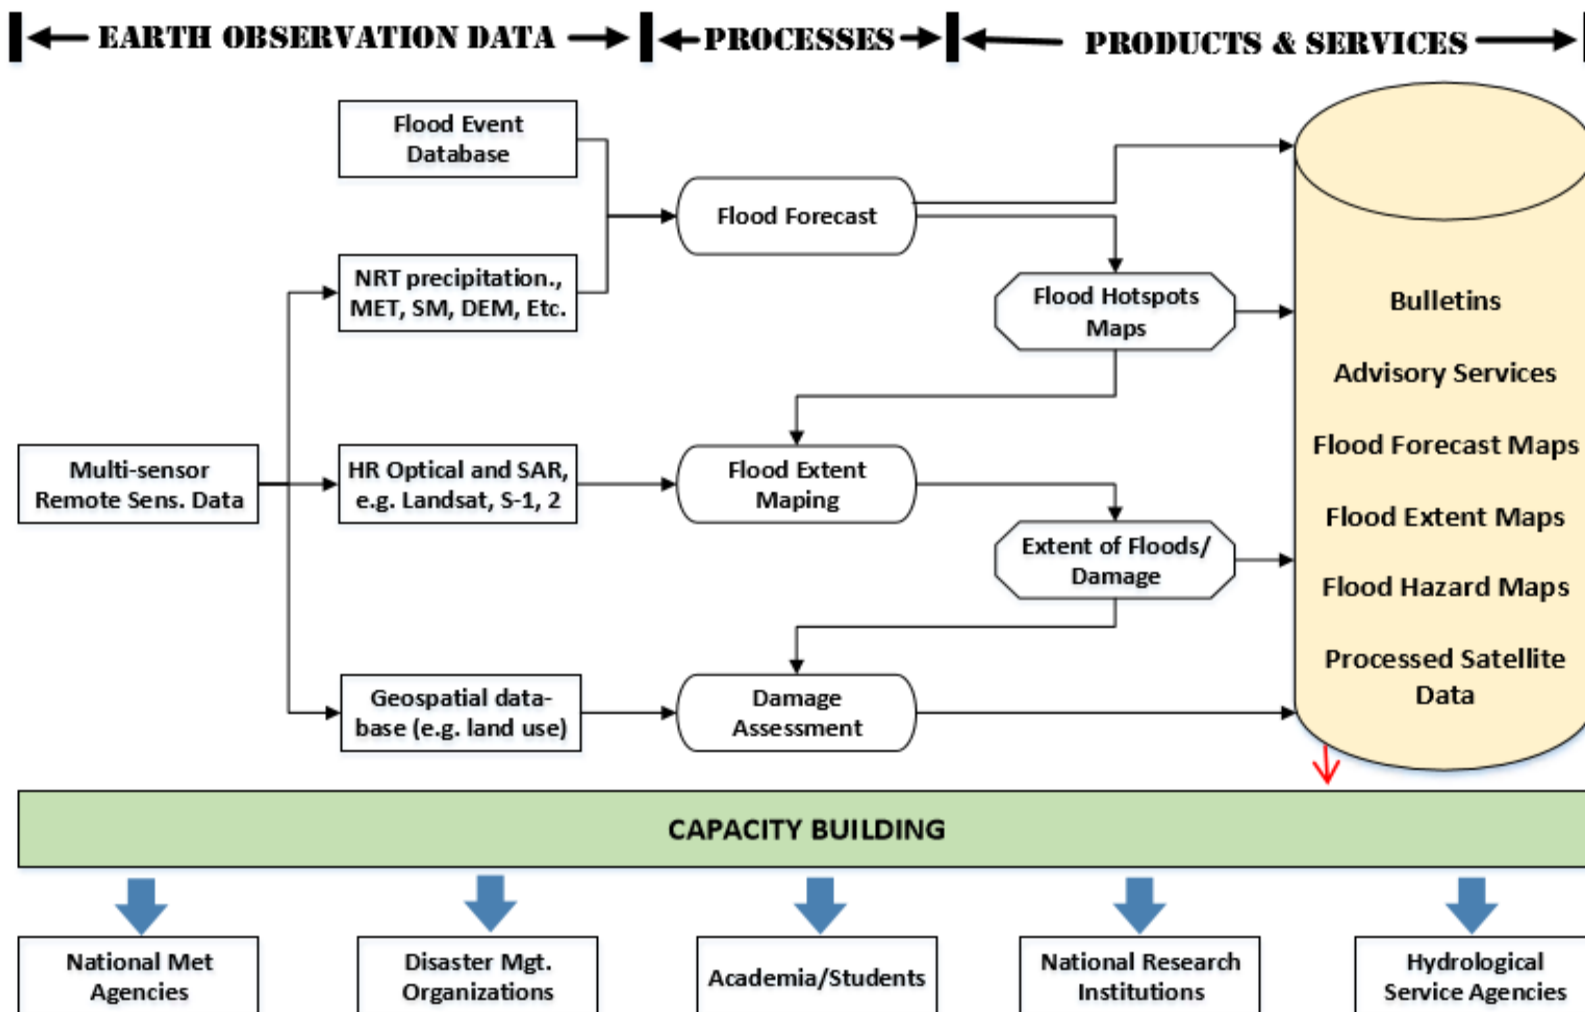 EARTH OBSERVATION DATA
PROCESSES
PRODUCTS & SERVICES
Flood Event
Database
Flood Forecast
NRT precipitation.,
MET, SM, DEM, Etc.
Flood Hotspots
Maps
Bulletins
Advisory Services
Flood Forecast Maps
Flood Extent Maps
Flood Hazard Maps
Processed Satellite
Data
Multi-sensor
Remote Sens. Data
HR Optical and SAR,
e.g. Landsat, S-1, 2
Flood Extent
Maping
Extent of Floods/
Damage
Geospatial data-
base (e.g. land use)
Damage
Assessment
CAPACITY BUILDING
National Met
Agencies
Disaster Mgt.
Organizations
Academia/Students
National Research
Institutions
Hydrological
Service Agencies